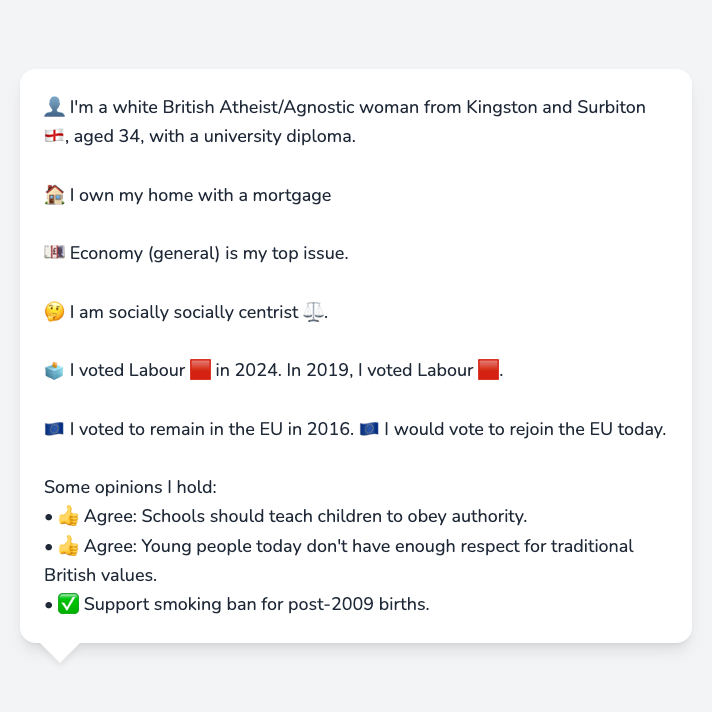 👤 I'm a white British Atheist/Agnostic woman from Kingston and Surbiton
🏴󠁧󠁢󠁥󠁮󠁧󠁿, aged 34, with a university diploma.
🏠 I own my home with a mortgage
💷 Economy (general) is my top issue.
🤔 I am socially socially centrist ⚖️.
🗳️ I voted Labour 🟥 in 2024. In 2019, I voted Labour 🟥.
🇪🇺 I voted to remain in the EU in 2016. 🇪🇺 I would vote to rejoin the EU today.
Some opinions I hold:
• 👍 Agree: Schools should teach children to obey authority.
• 👍 Agree: Young people today don't have enough respect for traditional
British values.
• ✅ Support smoking ban for post-2009 births.